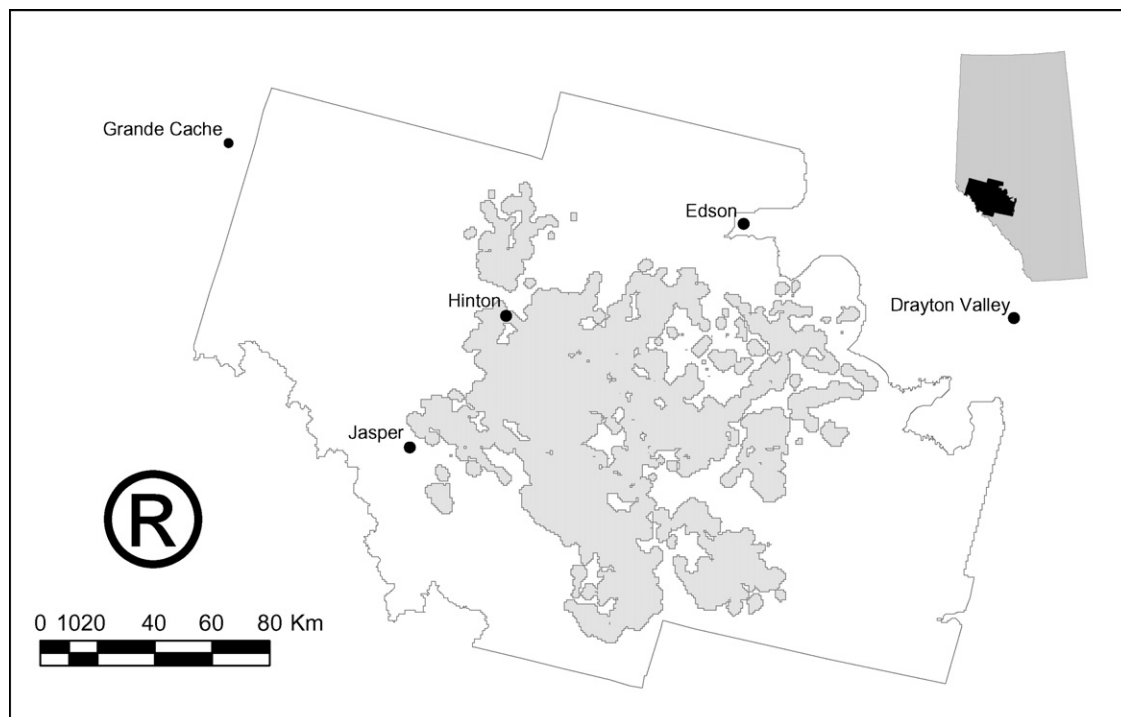 Grande Cache
Edson
Hinton
Drayton Valley
Jasper
R
0 1020 40 60 80 Km